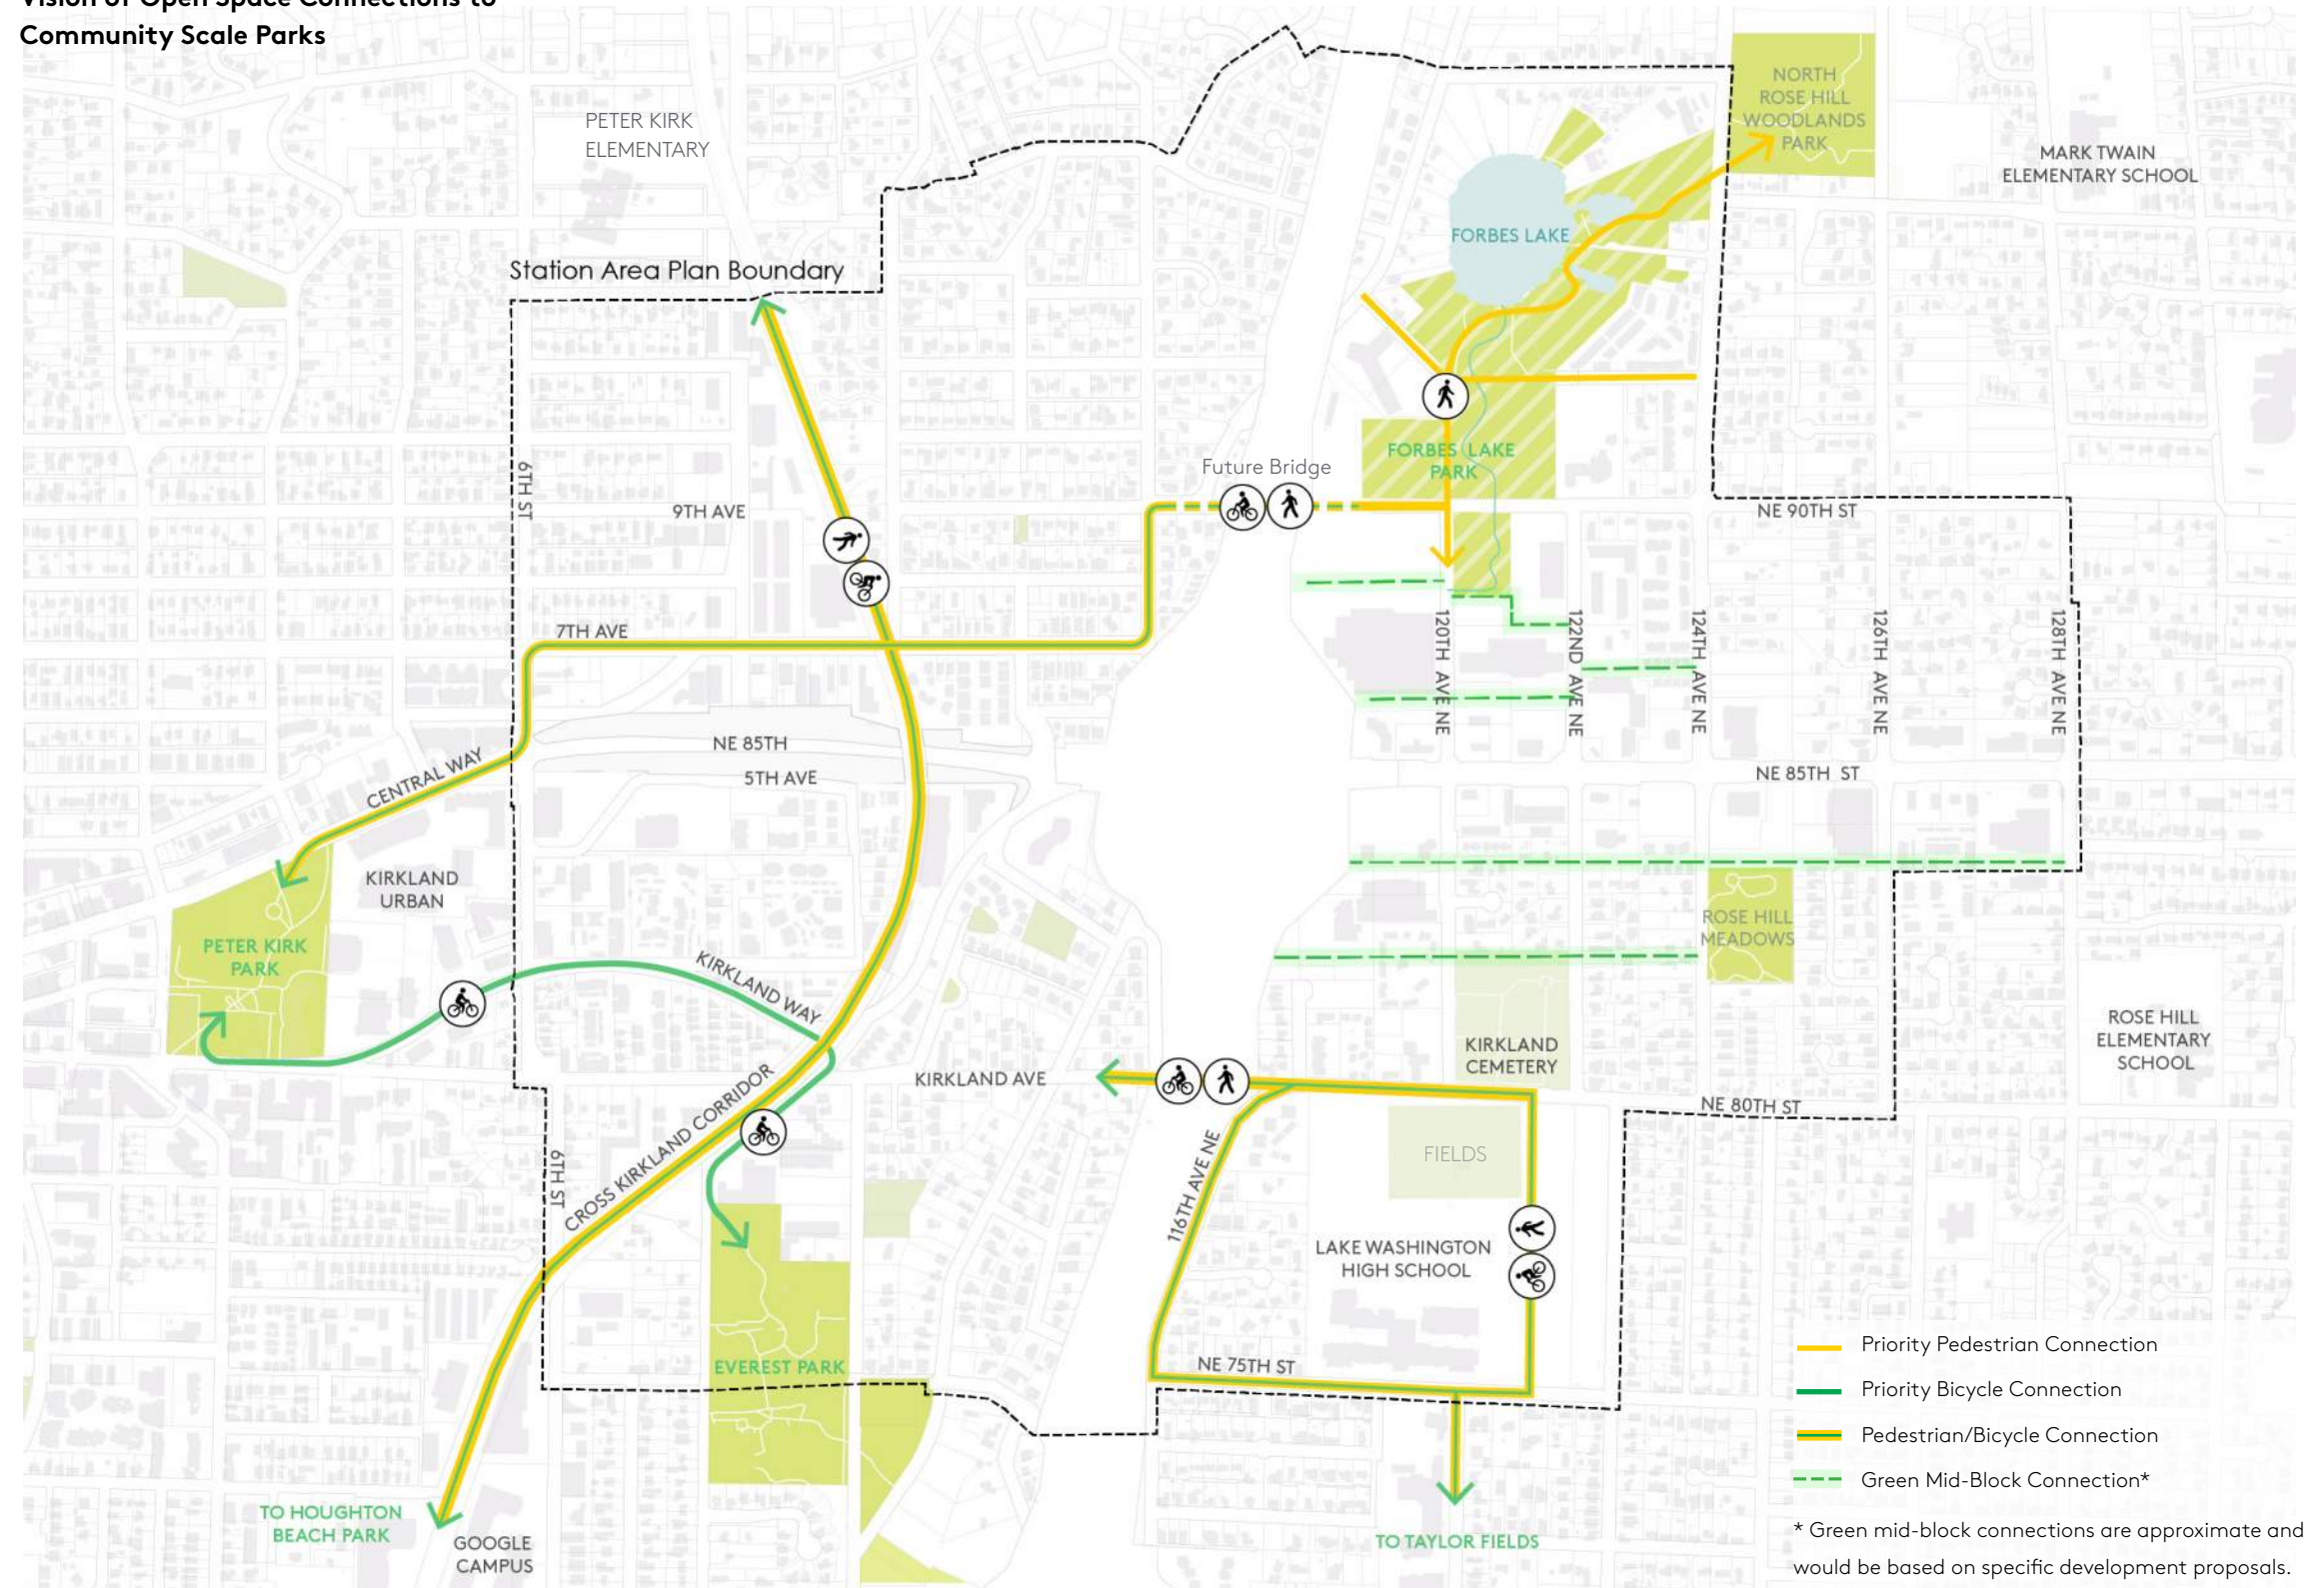 Vision of Open Space Connections to
Community Scale Parks
PETER KIRK
ELEMENTARY
NORTH
ROSE HILL
WOODLANDS
PARK
MARK TWAIN
ELEMENTARY SCHOOL
FORBES LAKE
Station Area Plan Boundary
FORBES LAKE
PARK
Future Bridge
6TH ST
9TH AVE
NE 90TH ST
7TH AVE
120TH AVE NE
122ND AVE NE
124TH AVE NE
126TH AVE NE
128TH AVE NE
NE 85TH
5TH AVE
CENTRAL WAY
NE 85TH ST
KIRKLAND
URBAN
PETER KIRK
PARK
KIRKLAND WAY
ROSE HILL
MEADOWS
KIRKLAND
CEMETERY
ROSE HILL
ELEMENTARY
SCHOOL
KIRKLAND AVE
NE 80TH ST
CROSS KIRKLAND CORRIDOR
6TH ST
116TH AVE NE
FIELDS
LAKE WASHINGTON
HIGH SCHOOL
EVEREST PARK
NE 75TH ST
TO HOUGHTON
BEACH PARK
GOOGLE
CAMPUS
TO TAYLOR FIELDS
Priority Pedestrian Connection
Priority Bicycle Connection
Pedestrian/Bicycle Connection
Green Mid-Block Connection*
* Green mid-block connections are approximate and
would be based on specific development proposals.